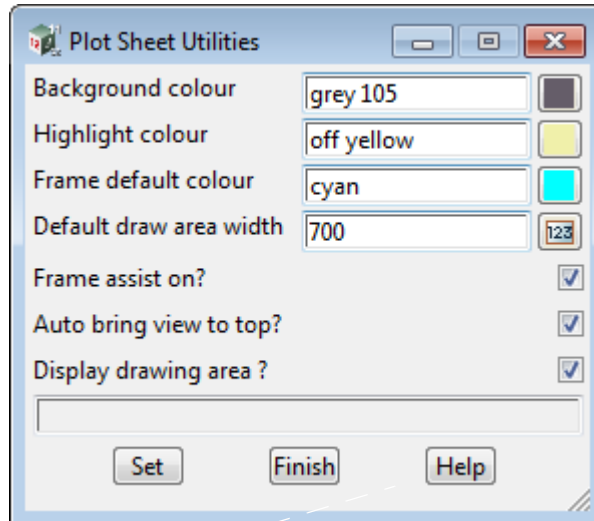 Plot Sheet Utilities
Background colour grey 105
Highlight colour off yellow
Frame default colour cyan
Default draw area width 700 123
Frame assist on?
Auto bring view to top?
Display drawing area ?
Set Finish Help